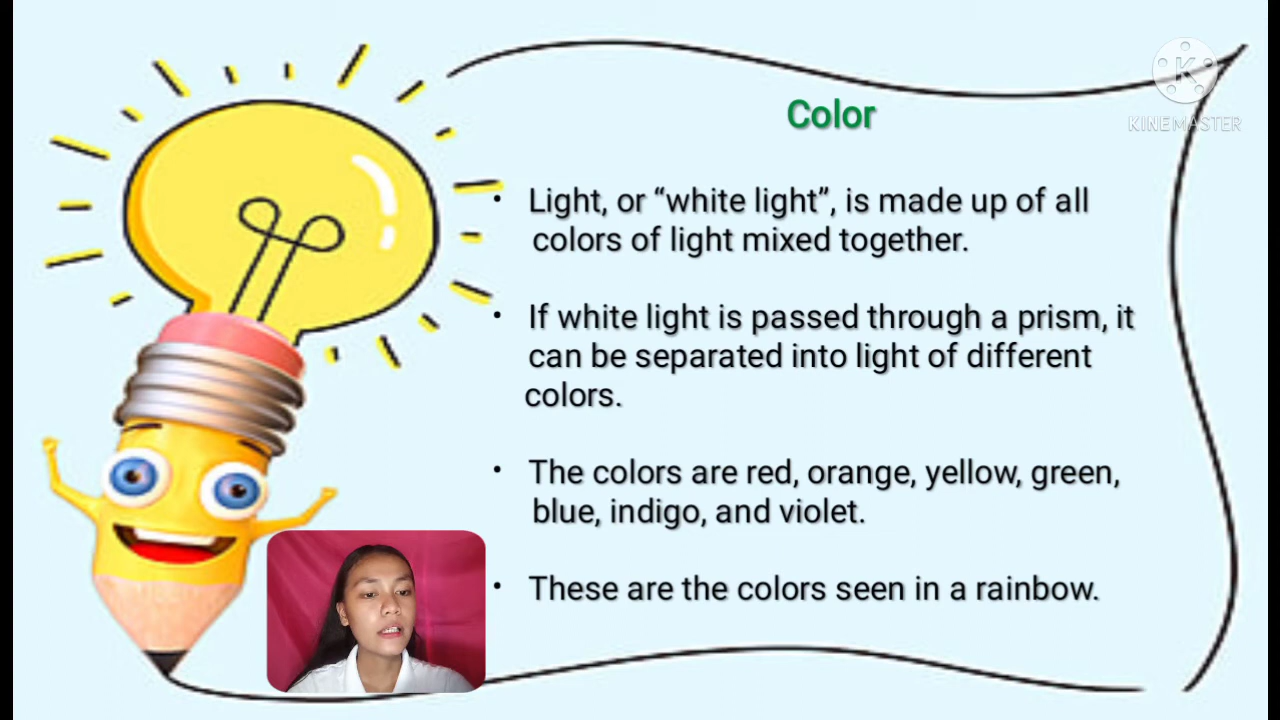 KINEMASTER
Color
• Light, or “white light”, is made up of all
colors of light mixed together.
• If white light is passed through a prism, it
can be separated into light of different
colors.
• The colors are red, orange, yellow, green,
blue, indigo, and violet.
• These are the colors seen in a rainbow.